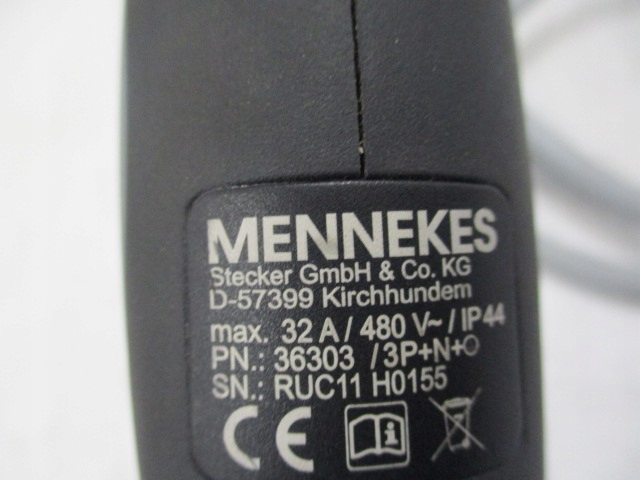 MENNEKES
Stecker GmbH & Co. KG
D-57399 Kirchhundem
max. 32 A / 480 V~ / IP44
PN.: 36303 / 3P+N+
SN.: RUC11 H0155
CE
i